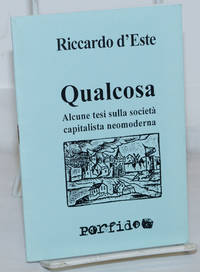 Riccardo d'Este
Qualcosa
Alcune tesi sulla società
capitalista neomoderna
porfido